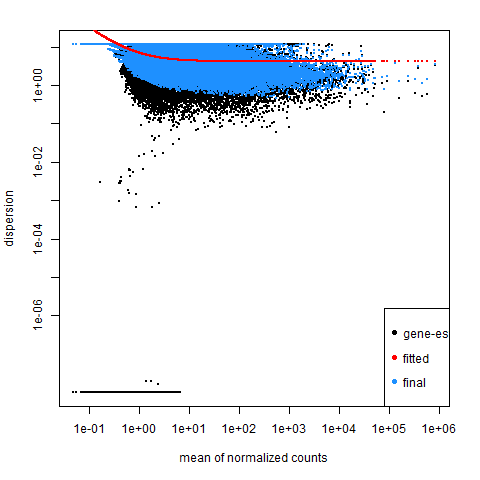 dispersion
1e+00
1e-02
1e-04
1e-06
gene-es
fitted
final
1e-01 1e+00 1e+01 1e+02 1e+03 1e+04 1e+05 1e+06
mean of normalized counts